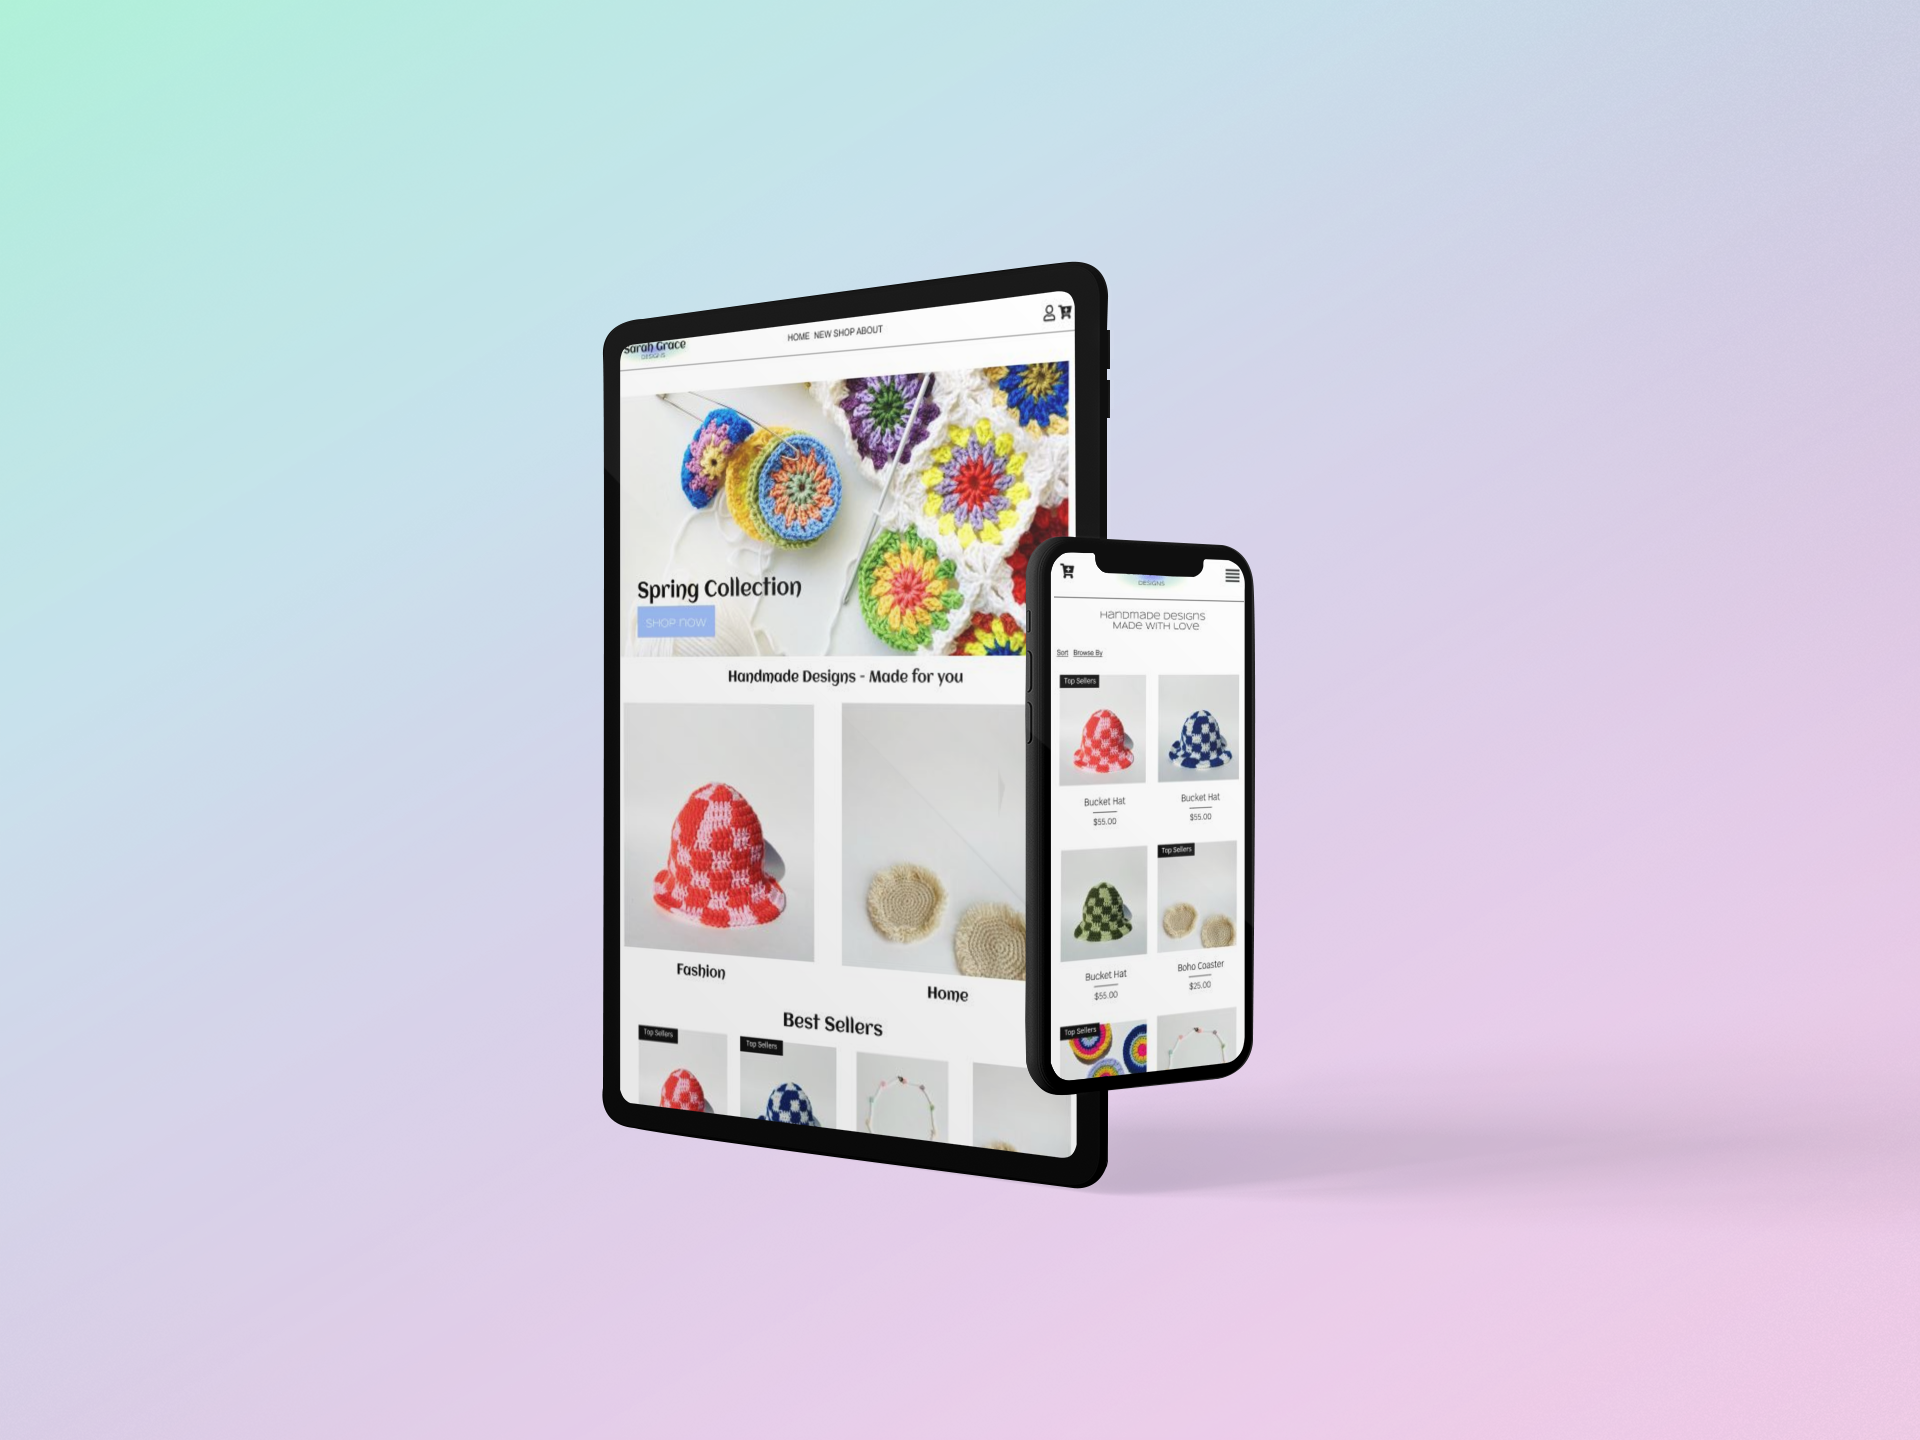 Sarah Grace
DESIGNS
HOME NEW SHOP ABOUT
Spring Collection
SHOP NOW
Handmade Designs - Made for you
Fashion
Home
Best Sellers
Top Sellers
Top Sellers
DESIGNS
Handmade Designs
Made with Love
Sort Browse By
Top Sellers
Bucket Hat
$55.00
Bucket Hat
$55.00
Top Sellers
Bucket Hat
$55.00
Boho Coaster
$25.00
Top Sellers